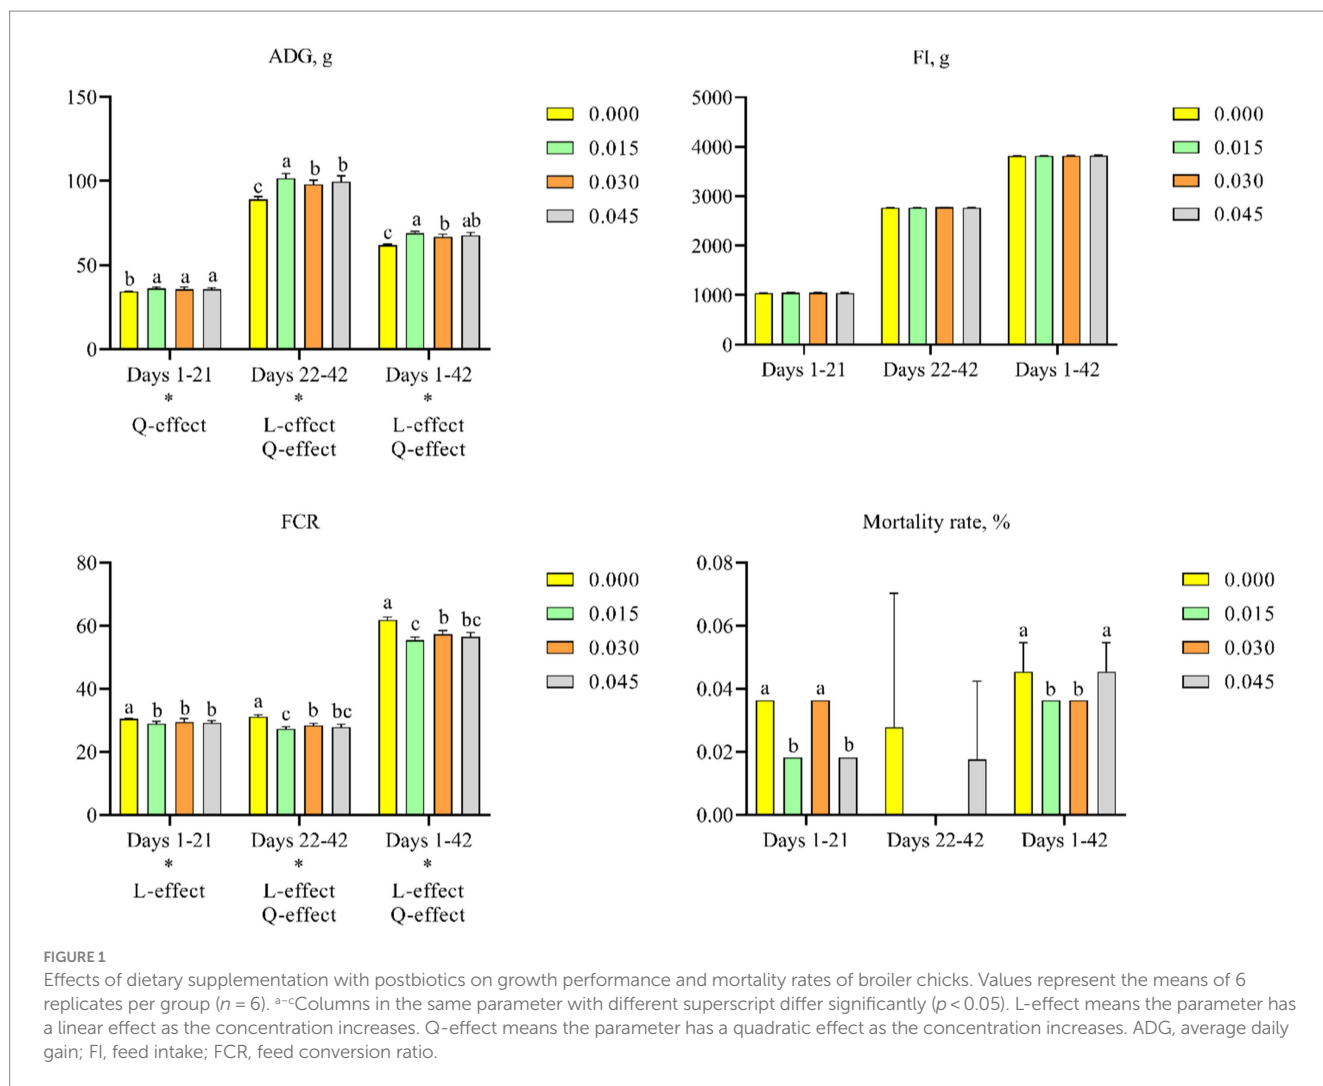 ADG, g
150
100
50
0
b a a a
c a b b
c a b ab
Days 1-21 Days 22-42 Days 1-42
* * *
Q-effect L-effect L-effect
Q-effect Q-effect
0.000
0.015
0.030
0.045
FI, g
5000
4000
3000
2000
1000
0
Days 1-21 Days 22-42 Days 1-42
0.000
0.015
0.030
0.045
FCR
80
60
40
20
0
a b b b
a c b bc
a c b bc
Days 1-21 Days 22-42 Days 1-42
* * *
L-effect L-effect L-effect
Q-effect Q-effect
0.000
0.015
0.030
0.045
Mortality rate, %
0.08
0.06
0.04
0.02
0.00
a b a b
a b b a
Days 1-21 Days 22-42 Days 1-42
0.000
0.015
0.030
0.045
FIGURE 1
Effects of dietary supplementation with postbiotics on growth performance and mortality rates of broiler chicks. Values represent the means of 6
replicates per group (n = 6). a–cColumns in the same parameter with different superscript differ significantly (p < 0.05). L-effect means the parameter has
a linear effect as the concentration increases. Q-effect means the parameter has a quadratic effect as the concentration increases. ADG, average daily
gain; FI, feed intake; FCR, feed conversion ratio.